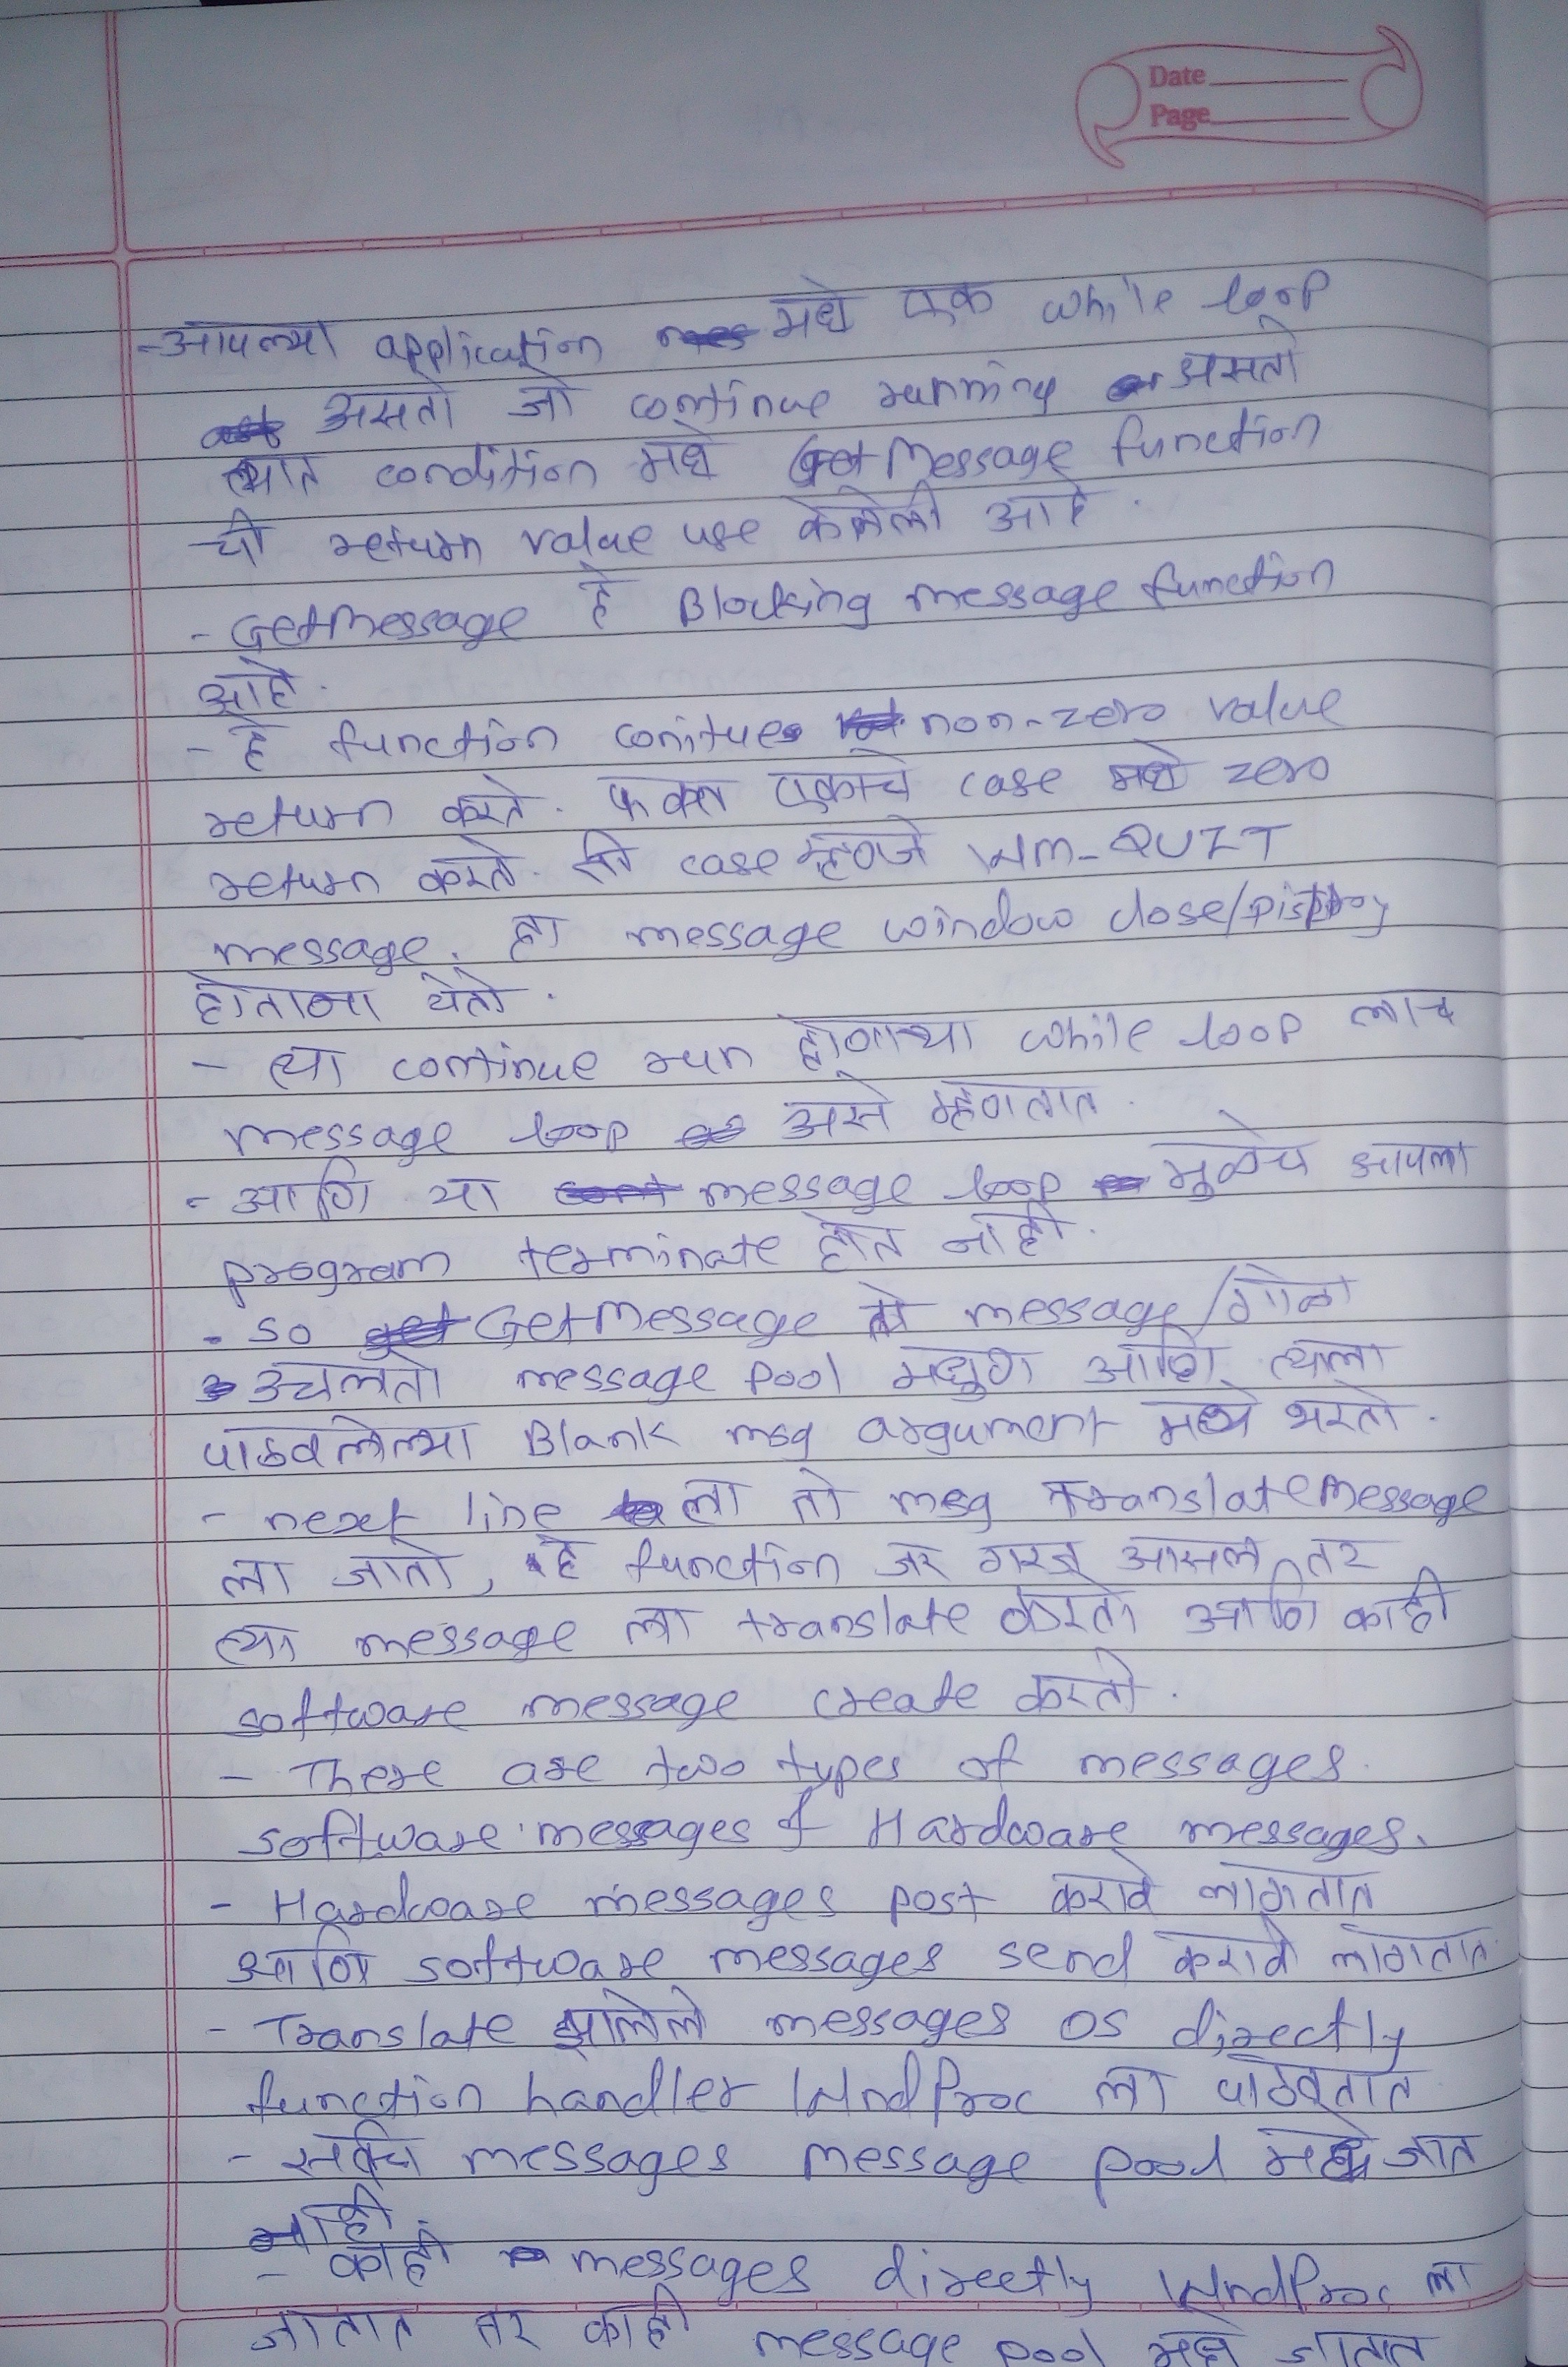 Date
Page
- आपल्या application मधे एक while loop
असतो जो continue running असतो
त्यात condition मधे GetMessage function
ची return value use केलेली आहे.
- GetMessage हे Blocking message function
आहे.
- हे function conitues non-zero value
return करते. फक्त एकाचे case मधे zero
return करते. ती case म्हणजे WM_QUIT
message. हा message window close/
होताना येतो.
- त्या continue run होणाऱ्या while loop लाच
message loop असे म्हणतात.
- आणि या message loop मुळेच आपला
program terminate होत नाही.
- so GetMessage तो message/गोळा
उचलतो message pool मधुन आणि त्याला
पाठवलेल्या Blank msg argument मध्ये भरतो.
- next line ला तो msg TranslateMessage
ला जातो, हे function जर गरज आसल तर
त्या message ला translate करतो आणि काही
software message create करतो.
- There are two types of messages.
software messages & Hardware messages.
- Hardware messages post करावे लागतात
आणि software messages send करावे लागतात
- Translate झालेले messages OS directly
function handler WndProc ला पाठवतात
- सर्वच messages message pool मधे जात
नाही.
- काही messages directly WndProc ला
जातात तर काही message pool मधे जातात